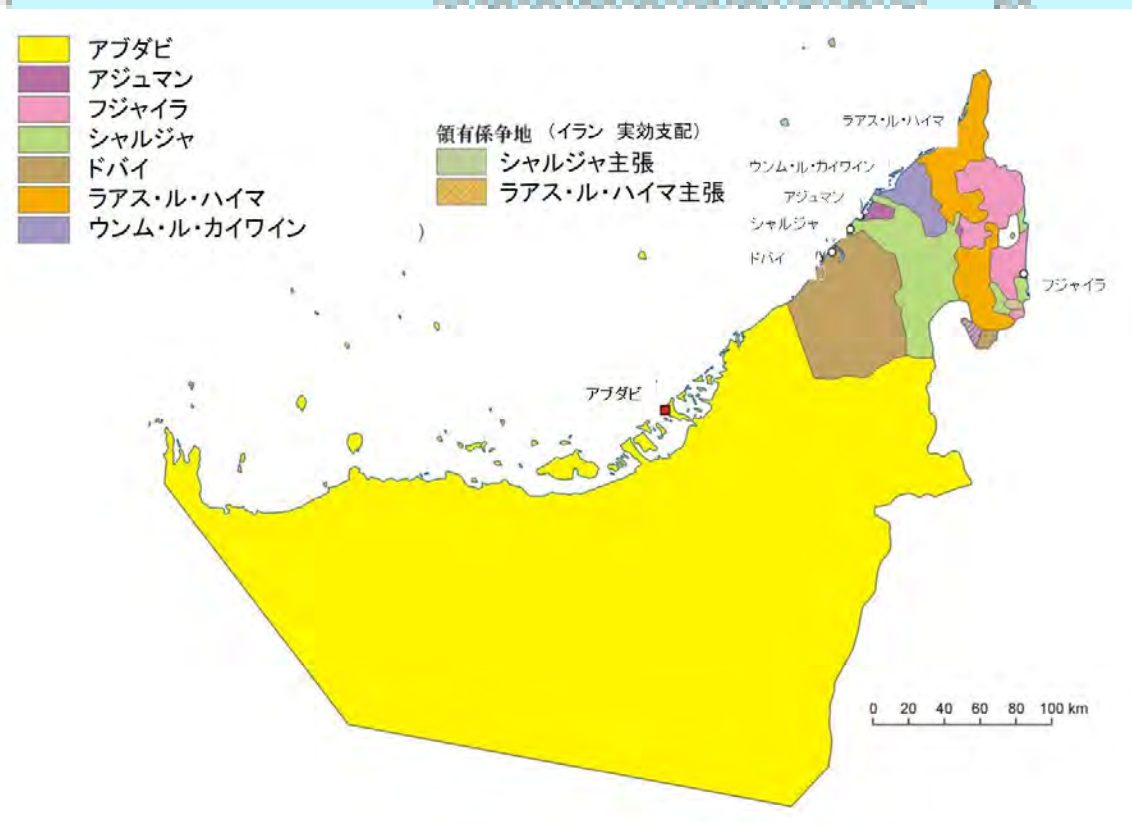 アブダビ
アジュマン
フジャイラ
シャルジャ
ドバイ
ラアス・ル・ハイマ
ウンム・ル・カイワイン
領有係争地 （イラン 実効支配）
シャルジャ主張
ラアス・ル・ハイマ主張
)
ラアス・ル・ハイマ
ウンム・ル・カイワイン
アジュマン
シャルジャ
ドバイ
フジャイラ
アブダビ
0 20 40 60 80 100 km